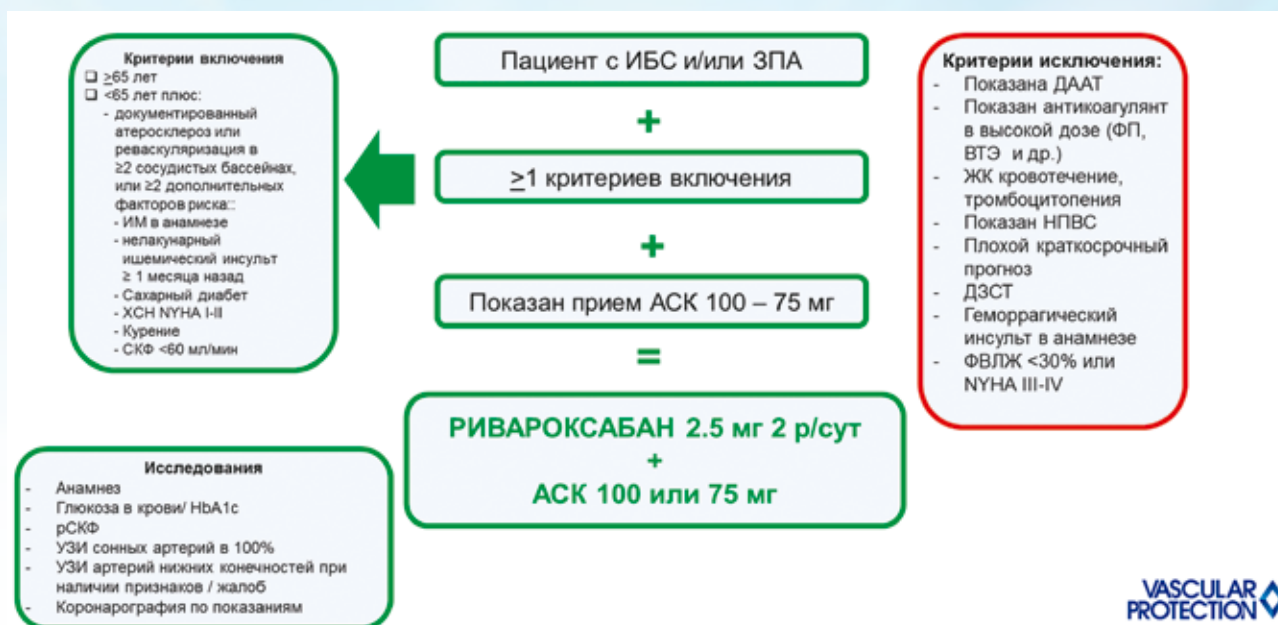 Критерии включения
≥65 лет
<65 лет плюс:
- документированный
атеросклероз или
реваскуляризация в
≥2 сосудистых бассейнах,
или ≥2 дополнительных
факторов риска::
- ИМ в анамнезе
- нелакунарный
ишемический инсульт
≥ 1 месяца назад
- Сахарный диабет
- ХСН NYHA I-II
- Курение
- СКФ <60 мл/мин
Пациент с ИБС и/или ЗПА
+
≥1 критериев включения
+
Показан прием АСК 100 – 75 мг
=
РИВАРОКСАБАН 2.5 мг 2 р/сут
+
АСК 100 или 75 мг
Критерии исключения:
- Показана ДААТ
- Показан антикоагулянт
в высокой дозе (ФП,
ВТЭ и др.)
- ЖК кровотечение,
тромбоцитопения
- Показан НПВС
- Плохой краткосрочный
прогноз
- ДЗСТ
- Геморрагический
инсульт в анамнезе
- ФВЛЖ <30% или
NYHA III-IV
Исследования
- Анамнез
- Глюкоза в крови/ HbA1c
- рСКФ
- УЗИ сонных артерий в 100%
- УЗИ артерий нижних конечностей при
наличии признаков / жалоб
- Коронарография по показаниям
VASCULAR
PROTECTION